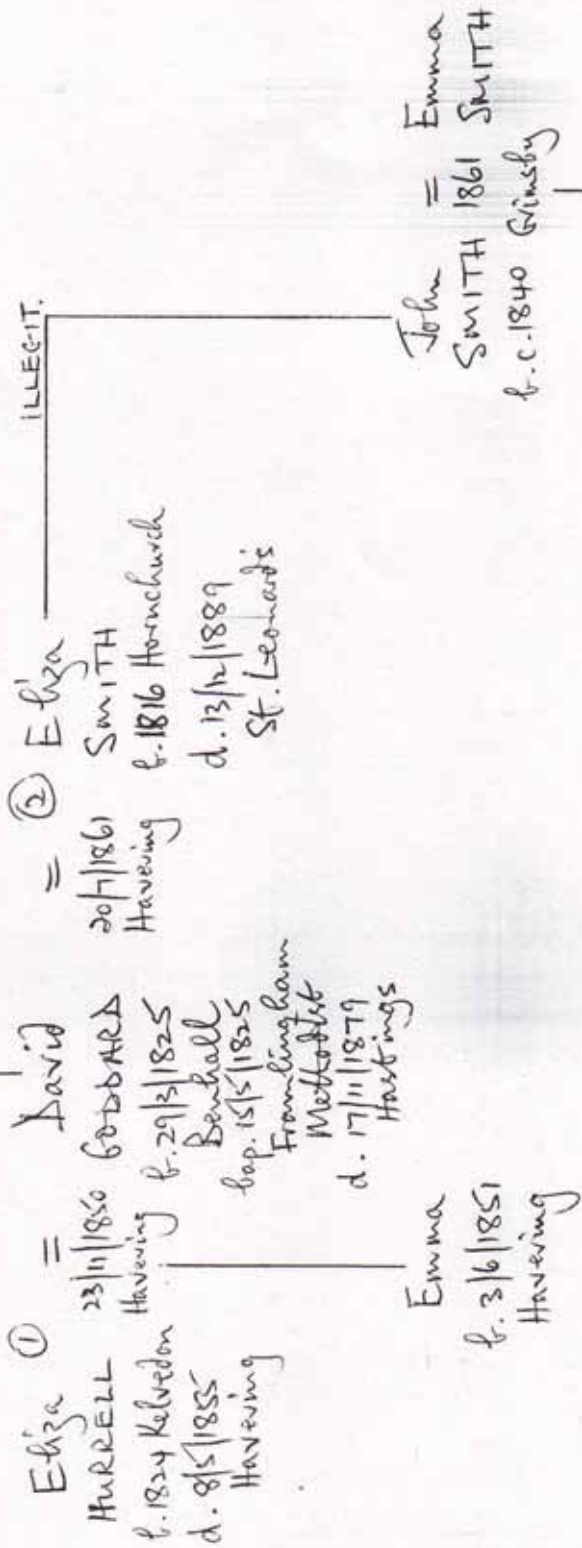 Eliza ①
HURRELL
b. 1824 Kelvedon
d. 8/5/1855
Havering
=
23/11/1850
Havering
David
GODDARD
b. 29/3/1825
Benhall
bap. 15/5/1825
Framlingham
Methodist
d. 17/11/1879
Hastings
=
20/7/1861
Havering
② Eliza
SMITH
b. 1816 Hornchurch
d. 13/12/1889
St. Leonards
ILLEGIT.
Emma
b. 3/6/1851
Havering
John = Emma
SMITH 1861 SMITH
b. c. 1840 Grimsby